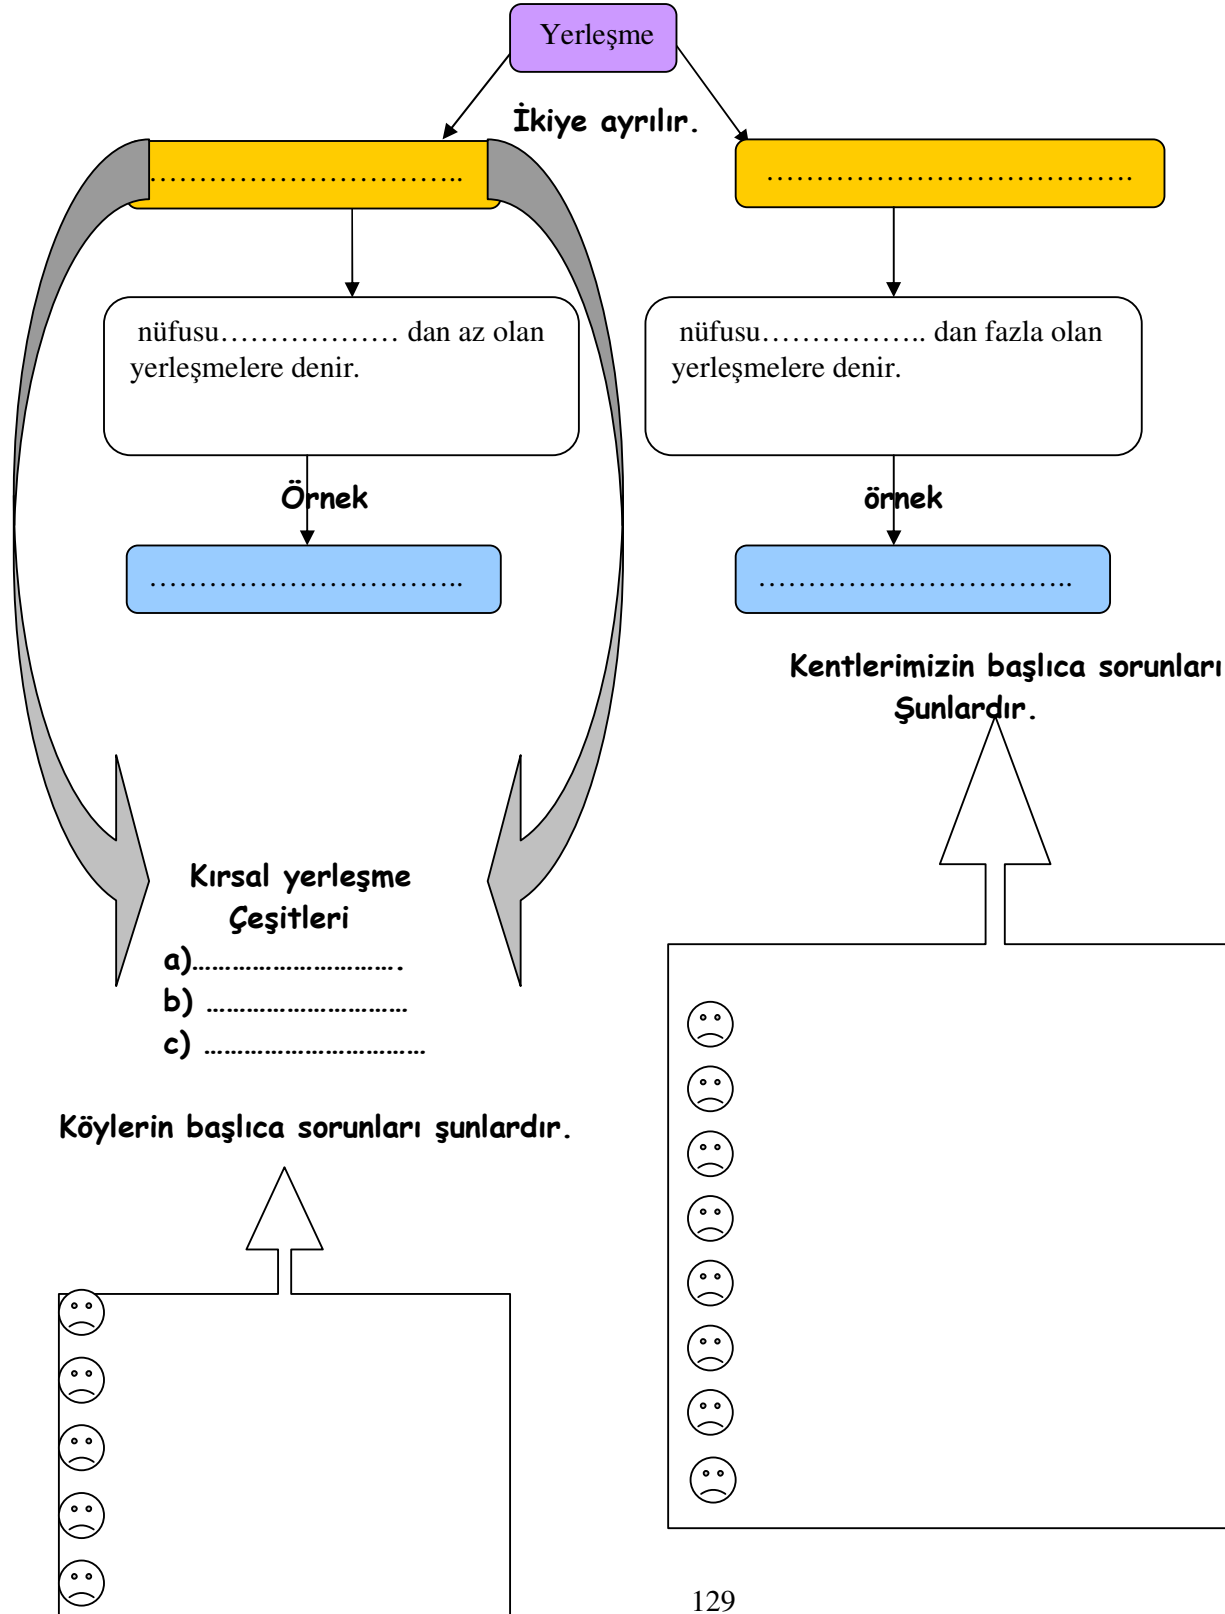 Yerleşme
İkiye ayrılır.
…………………………..
……………………………….
nüfusu……………… dan az olan
yerleşmelere denir.
nüfusu…………….. dan fazla olan
yerleşmelere denir.
Örnek
örnek
…………………………..
…………………………..
Kentlerimizin başlıca sorunları
Şunlardır.
Kırsal yerleşme
Çeşitleri
a)………………………….
b) …………………………
c) ……………………………
Köylerin başlıca sorunları şunlardır.
129